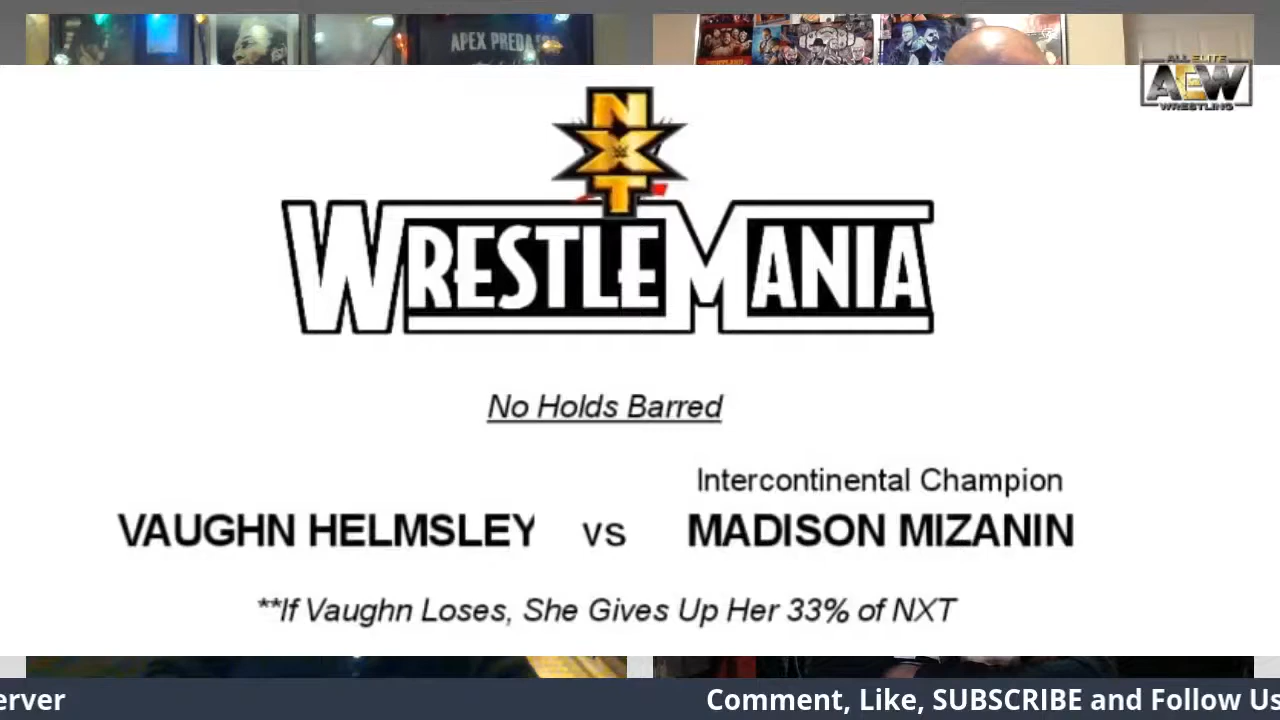 APEX PREDA
ALL ELITE
AEW
WRESTLING
NXT
W
WRESTLEMANIA
No Holds Barred
Intercontinental Champion
VAUGHN HELMSLEY vs MADISON MIZANIN
**If Vaughn Loses, She Gives Up Her 33% of NXT
erver
Comment, Like, SUBSCRIBE and Follow Us